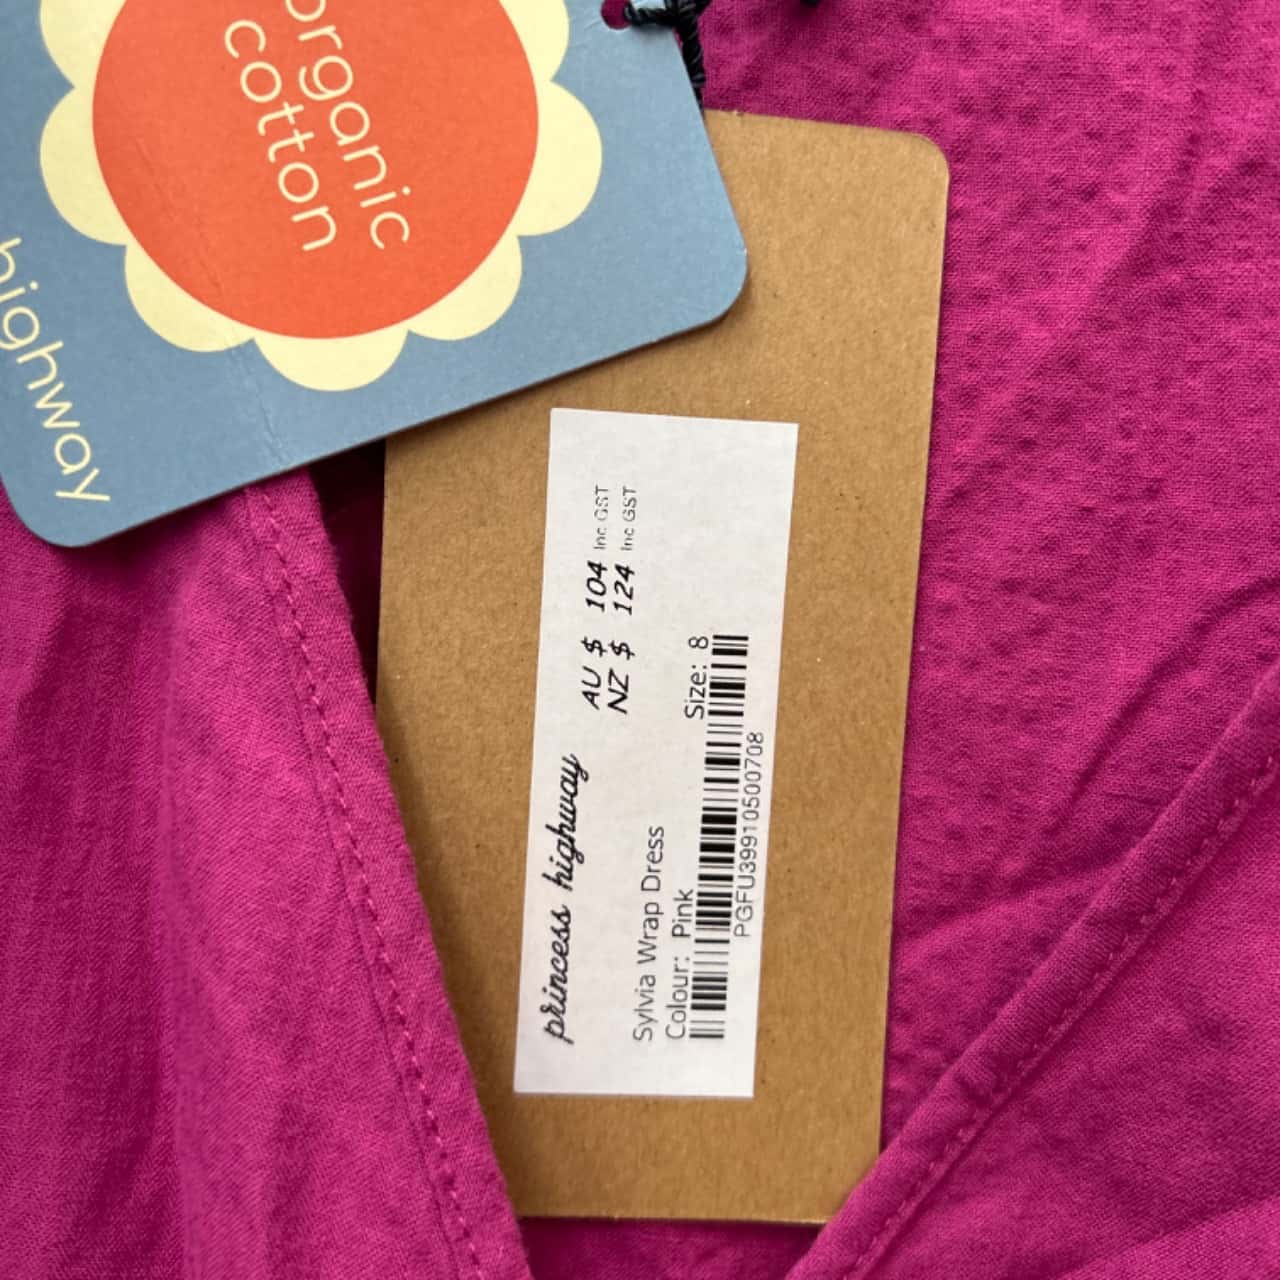 organic
cotton
highway
princess highway
AU $ 104 Inc GST
NZ $ 124 Inc GST
Sylvia Wrap Dress
Colour: Pink Size: 8
PGFU39910500708